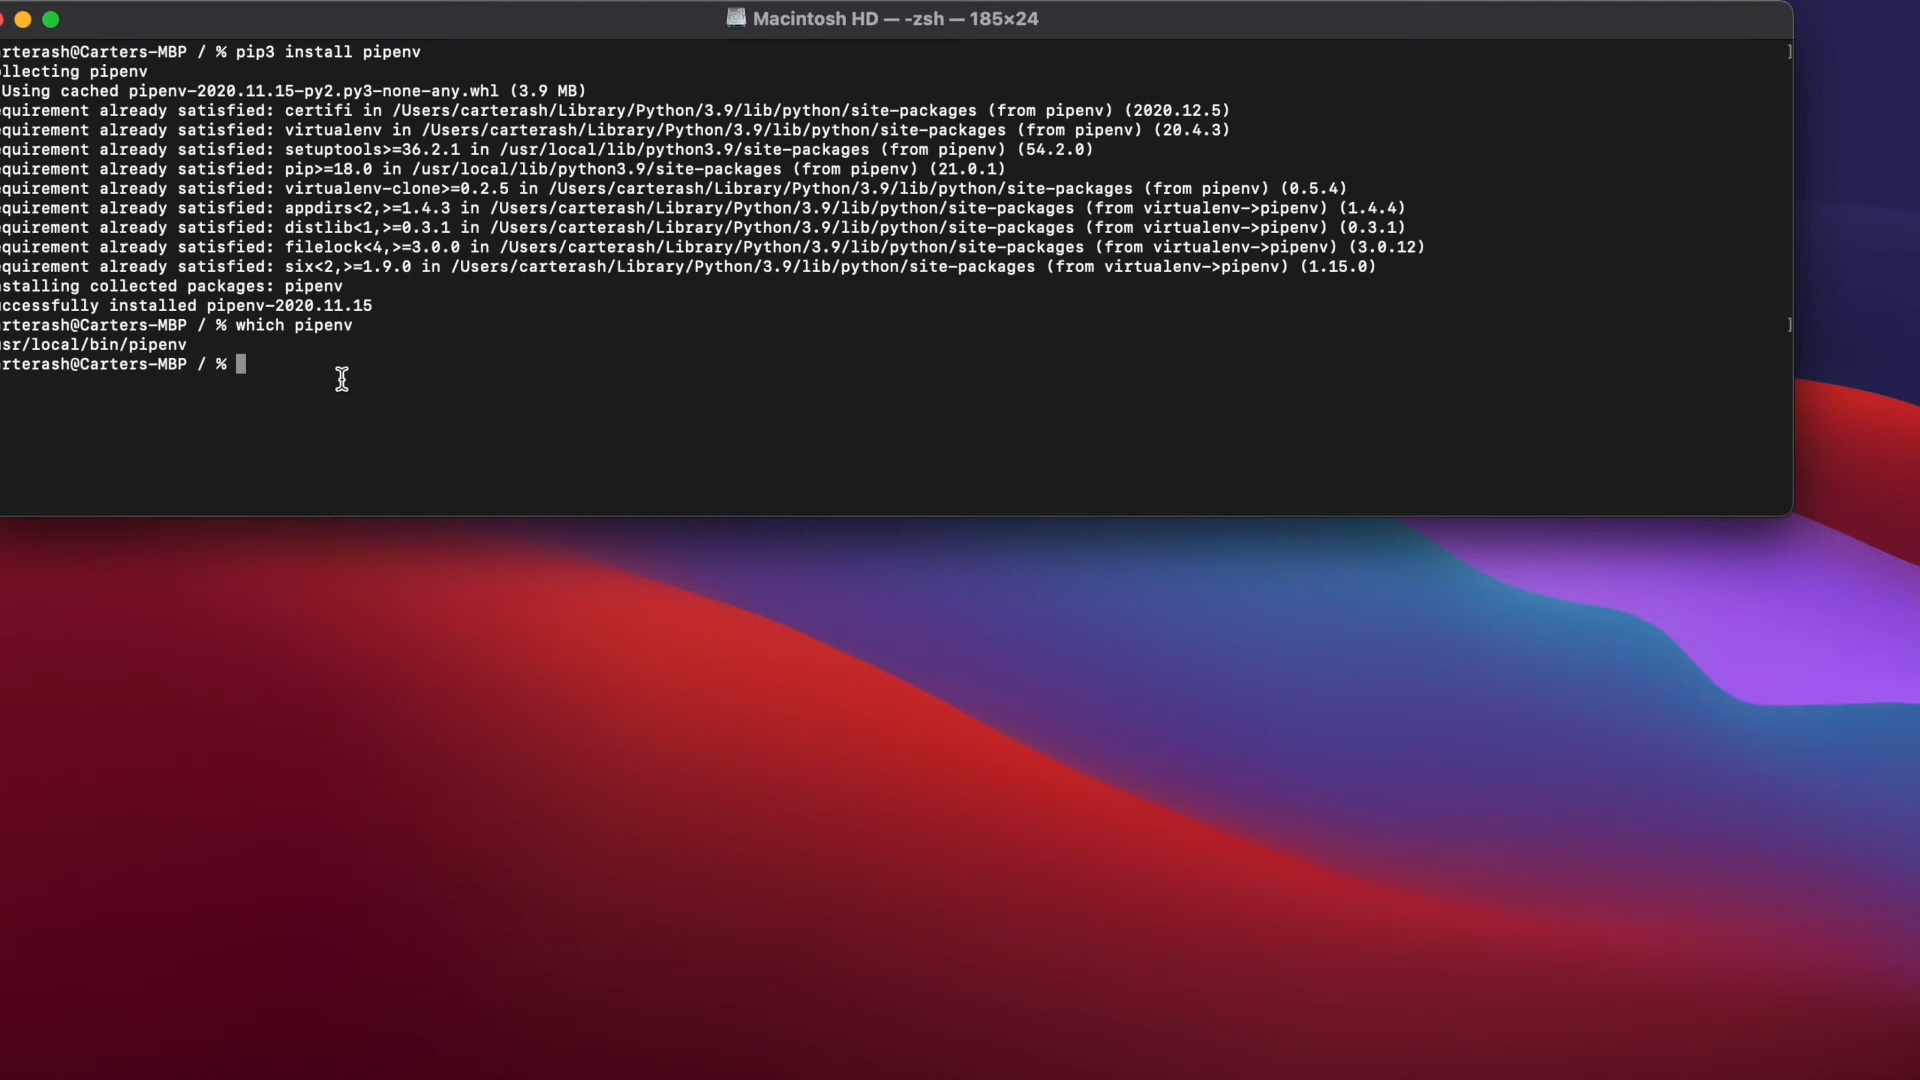 Macintosh HD — -zsh — 185×24
rterash@Carters-MBP / % pip3 install pipenv
llecting pipenv
Using cached pipenv-2020.11.15-py2.py3-none-any.whl (3.9 MB)
equirement already satisfied: certifi in /Users/carterash/Library/Python/3.9/lib/python/site-packages (from pipenv) (2020.12.5)
equirement already satisfied: virtualenv in /Users/carterash/Library/Python/3.9/lib/python/site-packages (from pipenv) (20.4.3)
equirement already satisfied: setuptools>=36.2.1 in /usr/local/lib/python3.9/site-packages (from pipenv) (54.2.0)
equirement already satisfied: pip>=18.0 in /usr/local/lib/python3.9/site-packages (from pipenv) (21.0.1)
equirement already satisfied: virtualenv-clone>=0.2.5 in /Users/carterash/Library/Python/3.9/lib/python/site-packages (from pipenv) (0.5.4)
equirement already satisfied: appdirs<2,>=1.4.3 in /Users/carterash/Library/Python/3.9/lib/python/site-packages (from virtualenv->pipenv) (1.4.4)
equirement already satisfied: distlib<1,>=0.3.1 in /Users/carterash/Library/Python/3.9/lib/python/site-packages (from virtualenv->pipenv) (0.3.1)
equirement already satisfied: filelock<4,>=3.0.0 in /Users/carterash/Library/Python/3.9/lib/python/site-packages (from virtualenv->pipenv) (3.0.12)
equirement already satisfied: six<2,>=1.9.0 in /Users/carterash/Library/Python/3.9/lib/python/site-packages (from virtualenv->pipenv) (1.15.0)
stalling collected packages: pipenv
ccessfully installed pipenv-2020.11.15
rterash@Carters-MBP / % which pipenv
sr/local/bin/pipenv
rterash@Carters-MBP / %